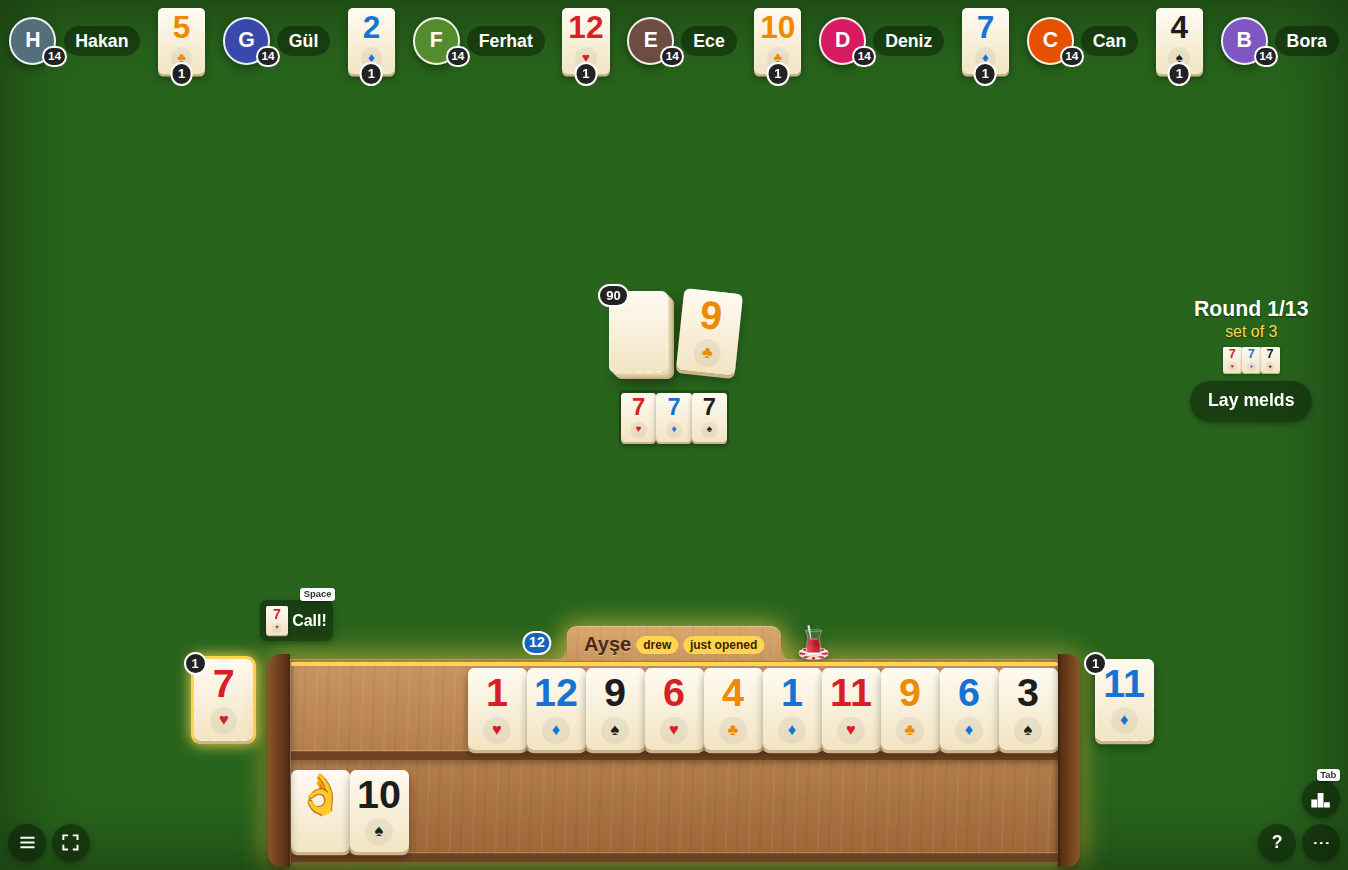 H 14 Hakan 5 1 G 14 Gül 2 1 F 14 Ferhat 12 1 E 14 Ece 10 1 D 14 Deniz 7 1 C 14 Can 4 1 B 14 Bora
90 9
7 7 7
Round 1/13
set of 3
7 7 7
Lay melds
Space
7 Call!
12 Ayşe drew just opened
1 7
1 12 9 6 4 1 11 9 6 3
1 11
10
Tab
?